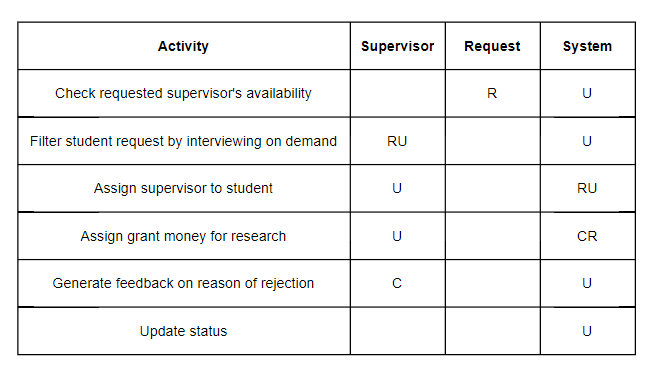 Activity Supervisor Request System
Check requested supervisor's availability R U
Filter student request by interviewing on demand RU U
Assign supervisor to student U RU
Assign grant money for research U CR
Generate feedback on reason of rejection C U
Update status U